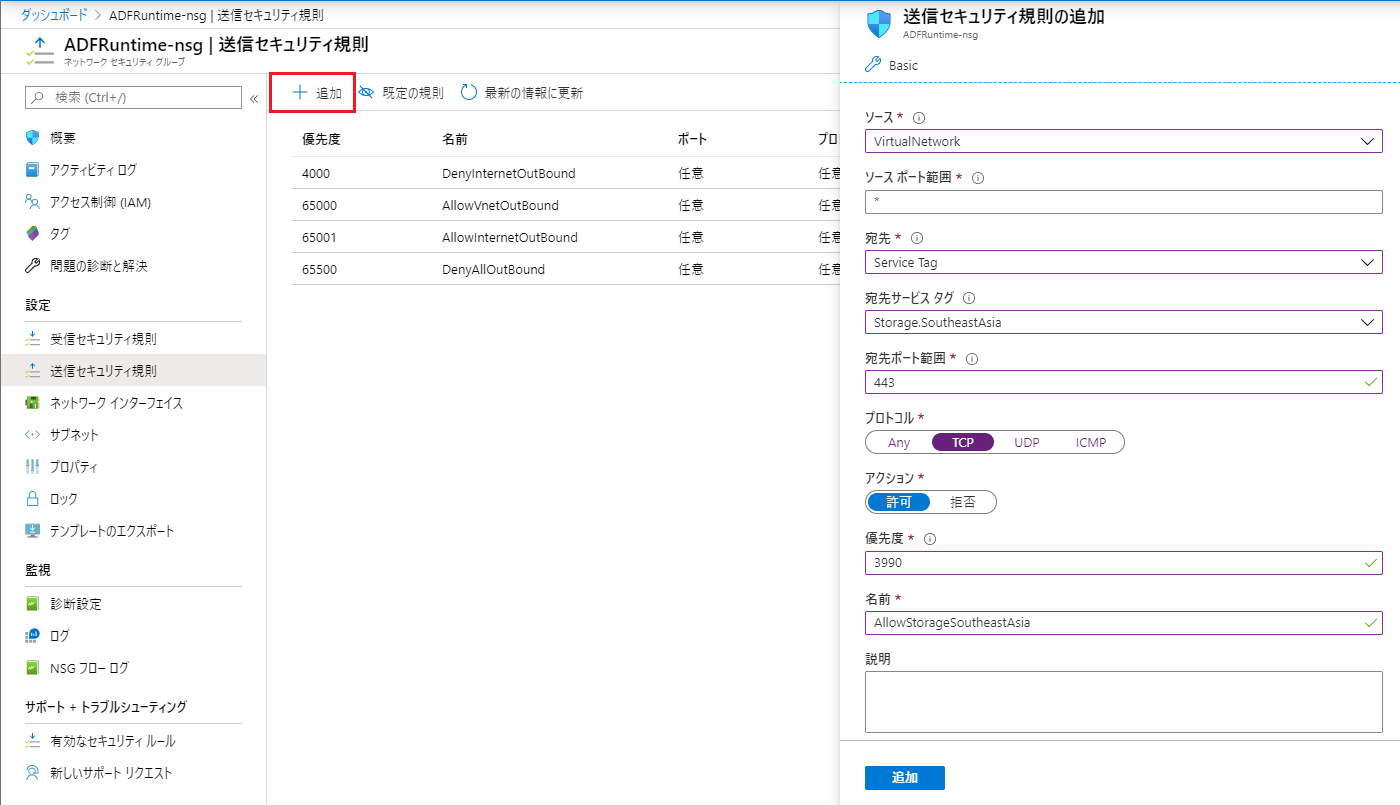 ダッシュボード > ADFRuntime-nsg | 送信セキュリティ規則
ADFRuntime-nsg | 送信セキュリティ規則
ネットワーク セキュリティ グループ
検索 (Ctrl+/)
«
概要
アクティビティ ログ
アクセス制御 (IAM)
タグ
問題の診断と解決
設定
受信セキュリティ規則
送信セキュリティ規則
ネットワーク インターフェイス
サブネット
プロパティ
ロック
テンプレートのエクスポート
監視
診断設定
ログ
NSG フロー ログ
サポート + トラブルシューティング
有効なセキュリティ ルール
新しいサポート リクエスト
追加 既定の規則 最新の情報に更新
優先度 名前 ポート プロ
4000 DenyInternetOutBound 任意 任意
65000 AllowVnetOutBound 任意 任意
65001 AllowInternetOutBound 任意 任意
65500 DenyAllOutBound 任意 任意
送信セキュリティ規則の追加
ADFRuntime-nsg
Basic
ソース *
VirtualNetwork
ソース ポート範囲 *
*
宛先 *
Service Tag
宛先サービス タグ
Storage.SoutheastAsia
宛先ポート範囲 *
443
プロトコル *
Any TCP UDP ICMP
アクション *
許可 拒否
優先度 *
3990
名前 *
AllowStorageSoutheastAsia
説明
追加